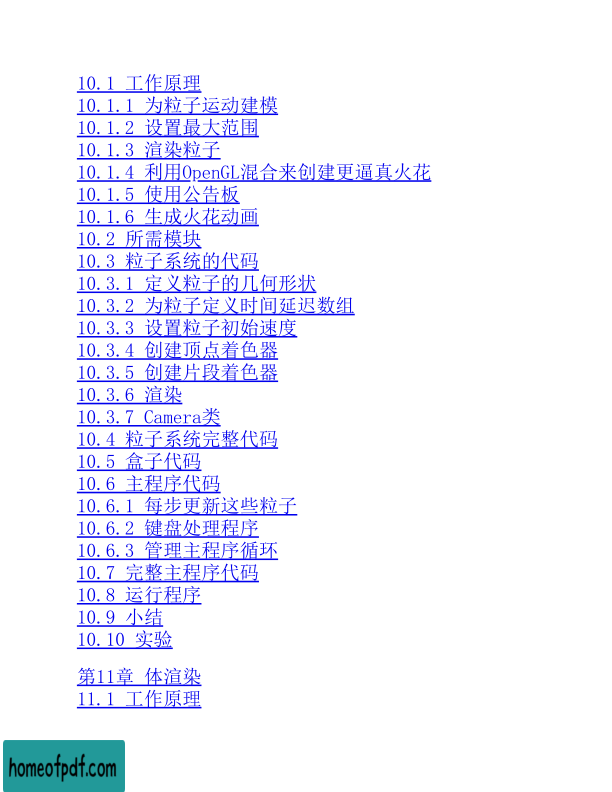 10.1 工作原理
10.1.1 为粒子运动建模
10.1.2 设置最大范围
10.1.3 渲染粒子
10.1.4 利用OpenGL混合来创建更逼真火花
10.1.5 使用公告板
10.1.6 生成火花动画
10.2 所需模块
10.3 粒子系统的代码
10.3.1 定义粒子的几何形状
10.3.2 为粒子定义时间延迟数组
10.3.3 设置粒子初始速度
10.3.4 创建顶点着色器
10.3.5 创建片段着色器
10.3.6 渲染
10.3.7 Camera类
10.4 粒子系统完整代码
10.5 盒子代码
10.6 主程序代码
10.6.1 每步更新这些粒子
10.6.2 键盘处理程序
10.6.3 管理主程序循环
10.7 完整主程序代码
10.8 运行程序
10.9 小结
10.10 实验
第11章 体渲染
11.1 工作原理
homeofpdf.com